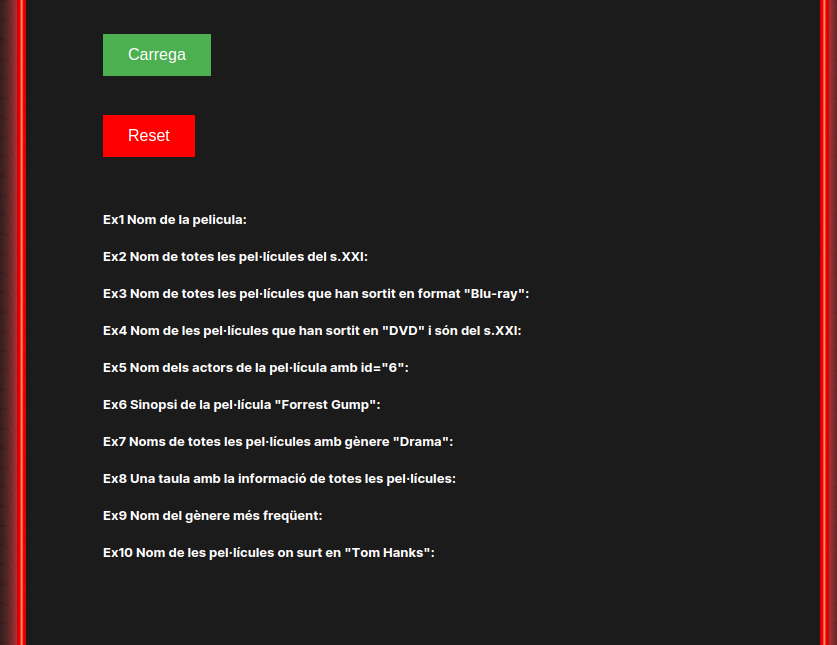 Carrega
Reset
Ex1 Nom de la pelicula:
Ex2 Nom de totes les pel·lícules del s.XXI:
Ex3 Nom de totes les pel·lícules que han sortit en format "Blu-ray":
Ex4 Nom de les pel·lícules que han sortit en "DVD" i són del s.XXI:
Ex5 Nom dels actors de la pel·lícula amb id="6":
Ex6 Sinopsi de la pel·lícula "Forrest Gump":
Ex7 Noms de totes les pel·lícules amb gènere "Drama":
Ex8 Una taula amb la informació de totes les pel·lícules:
Ex9 Nom del gènere més freqüent:
Ex10 Nom de les pel·lícules on surt en "Tom Hanks":